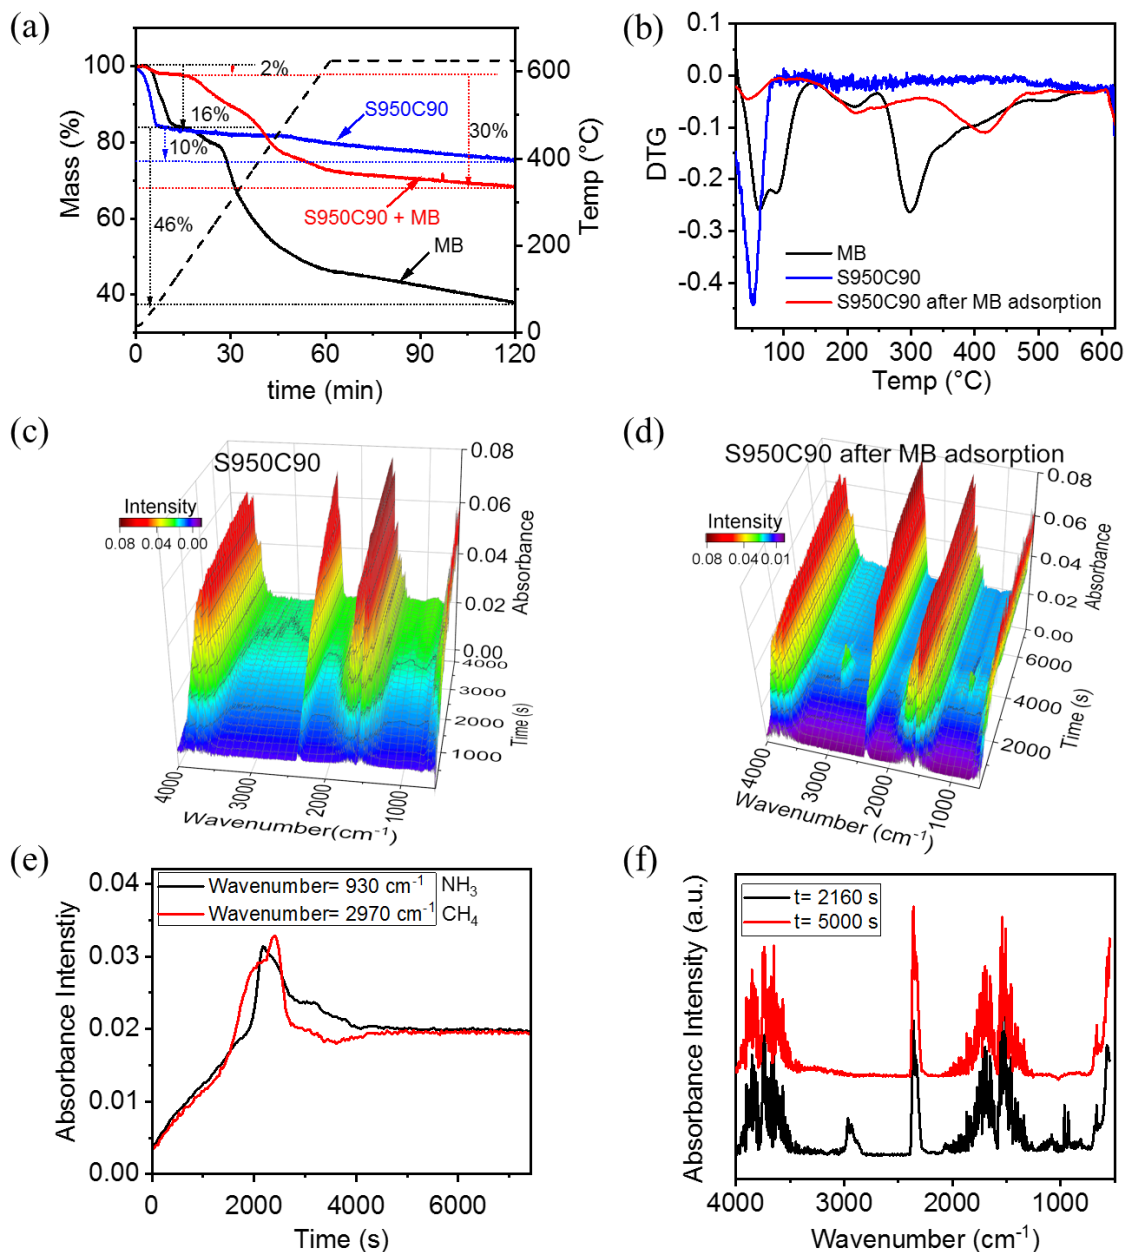 (a)
100
80
60
40
Mass (%)
0
30
60
90
120
time (min)
600
400
200
0
Temp (°C)
2%
16%
10%
46%
30%
S950C90
S950C90 + MB
MB
(b)
0.1
0.0
-0.1
-0.2
-0.3
-0.4
DTG
MB
S950C90
S950C90 after MB adsorption
0
100
200
300
400
500
600
Temp (°C)
(c)
S950C90
Intensity
0.08 0.04 0.00
0.08
0.06
0.04
0.02
0.00
Absorbance
4000
3000
2000
1000
Time (s)
4000
3000
2000
1000
Wavenumber(cm⁻¹)
(d)
S950C90 after MB adsorption
Intensity
0.08 0.04 0.01
0.08
0.06
0.04
0.02
0.00
Absorbance
6000
4000
2000
Time (s)
4000
3000
2000
1000
Wavenumber (cm⁻¹)
(e)
0.04
0.03
0.02
0.01
0.00
Absorbance Intenstiy
Wavenumber= 930 cm⁻¹ NH₃
Wavenumber= 2970 cm⁻¹ CH₄
0
2000
4000
6000
Time (s)
(f)
Absorbance Intensity (a.u.)
t= 2160 s
t= 5000 s
4000
3000
2000
1000
Wavenumber (cm⁻¹)